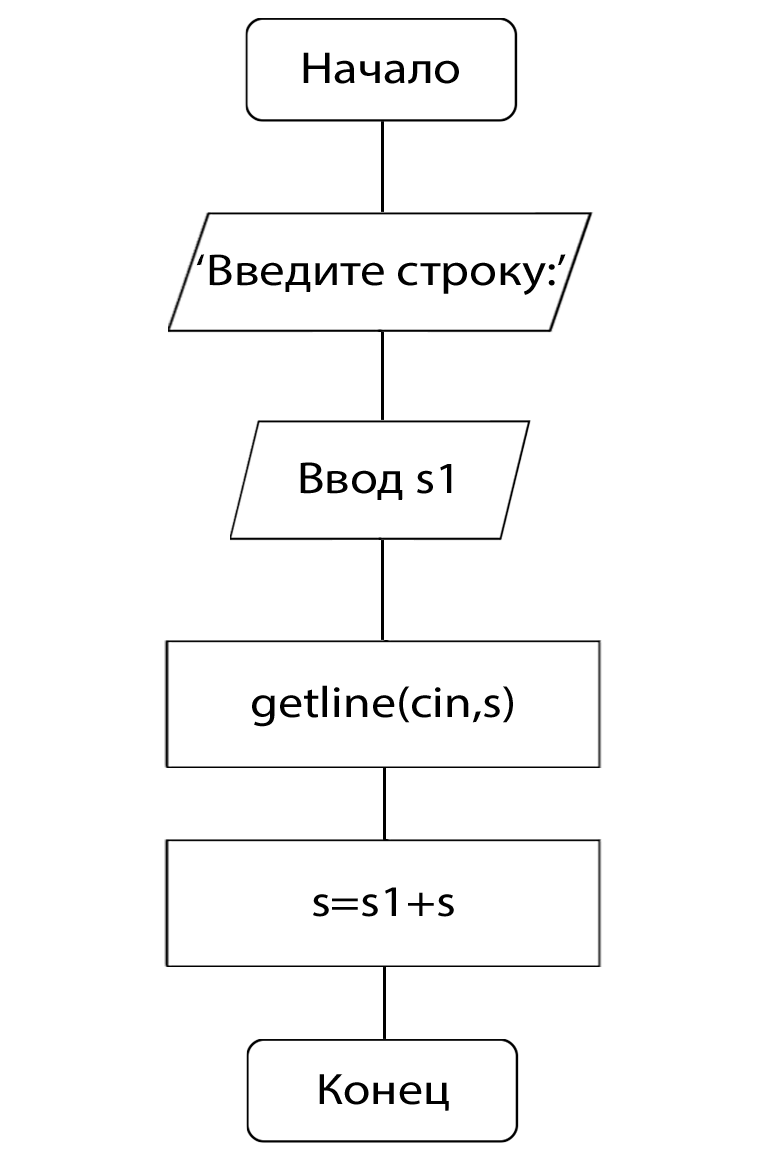 Начало
‘Введите строку:’
Ввод s1
getline(cin,s)
s=s1+s
Конец